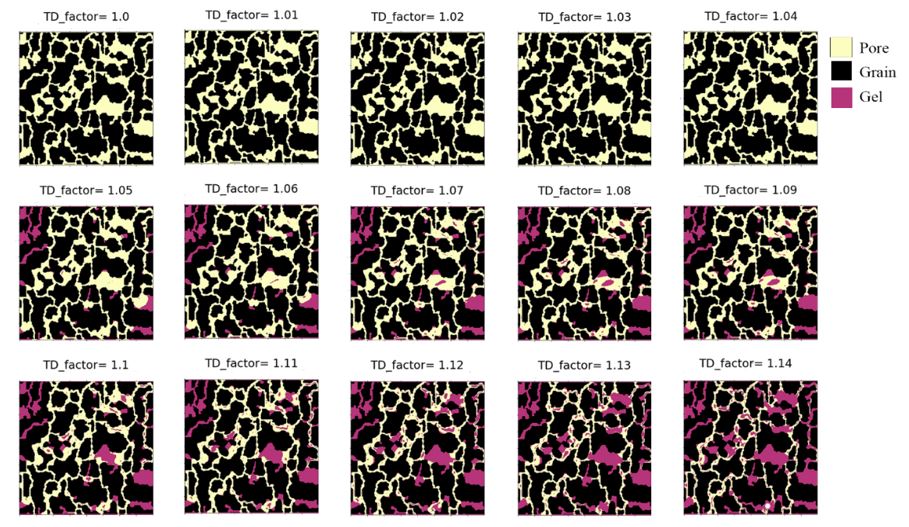 TD_factor= 1.0 TD_factor= 1.01 TD_factor= 1.02 TD_factor= 1.03 TD_factor= 1.04
Pore
Grain
Gel
TD_factor= 1.05 TD_factor= 1.06 TD_factor= 1.07 TD_factor= 1.08 TD_factor= 1.09
TD_factor= 1.1 TD_factor= 1.11 TD_factor= 1.12 TD_factor= 1.13 TD_factor= 1.14